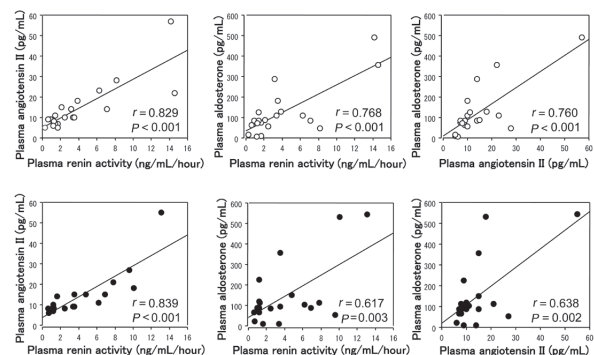 Plasma angiotensin II (pg/mL)
60
50
40
30
20
10
0
r = 0.829
P < 0.001
0 2 4 6 8 10 12 14 16
Plasma renin activity (ng/mL/hour)
Plasma aldosterone (pg/mL)
600
500
400
300
200
100
0
r = 0.768
P < 0.001
0 2 4 6 8 10 12 14 16
Plasma renin activity (ng/mL/hour)
Plasma aldosterone (pg/mL)
600
500
400
300
200
100
0
r = 0.760
P < 0.001
0 10 20 30 40 50 60
Plasma angiotensin II (pg/mL)
Plasma angiotensin II (pg/mL)
60
50
40
30
20
10
0
r = 0.839
P < 0.001
0 2 4 6 8 10 12 14 16
Plasma renin activity (ng/mL/hour)
Plasma aldosterone (pg/mL)
600
500
400
300
200
100
0
r = 0.617
P = 0.003
0 2 4 6 8 10 12 14 16
Plasma renin activity (ng/mL/hour)
Plasma aldosterone (pg/mL)
600
500
400
300
200
100
0
r = 0.638
P = 0.002
0 10 20 30 40 50 60
Plasma angiotensin II (pg/mL)